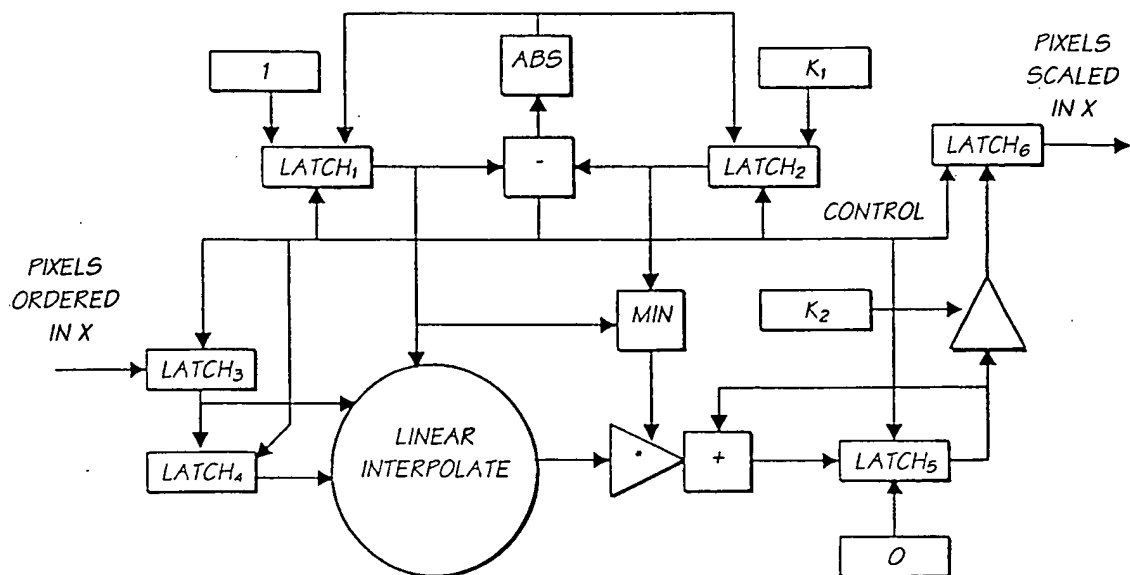 PIXELS
SCALED
IN X
ABS
1
K₁
LATCH₁
-
LATCH₂
LATCH₆
CONTROL
PIXELS
ORDERED
IN X
MIN
K₂
LATCH₃
LINEAR
INTERPOLATE
LATCH₄
*
+
LATCH₅
0